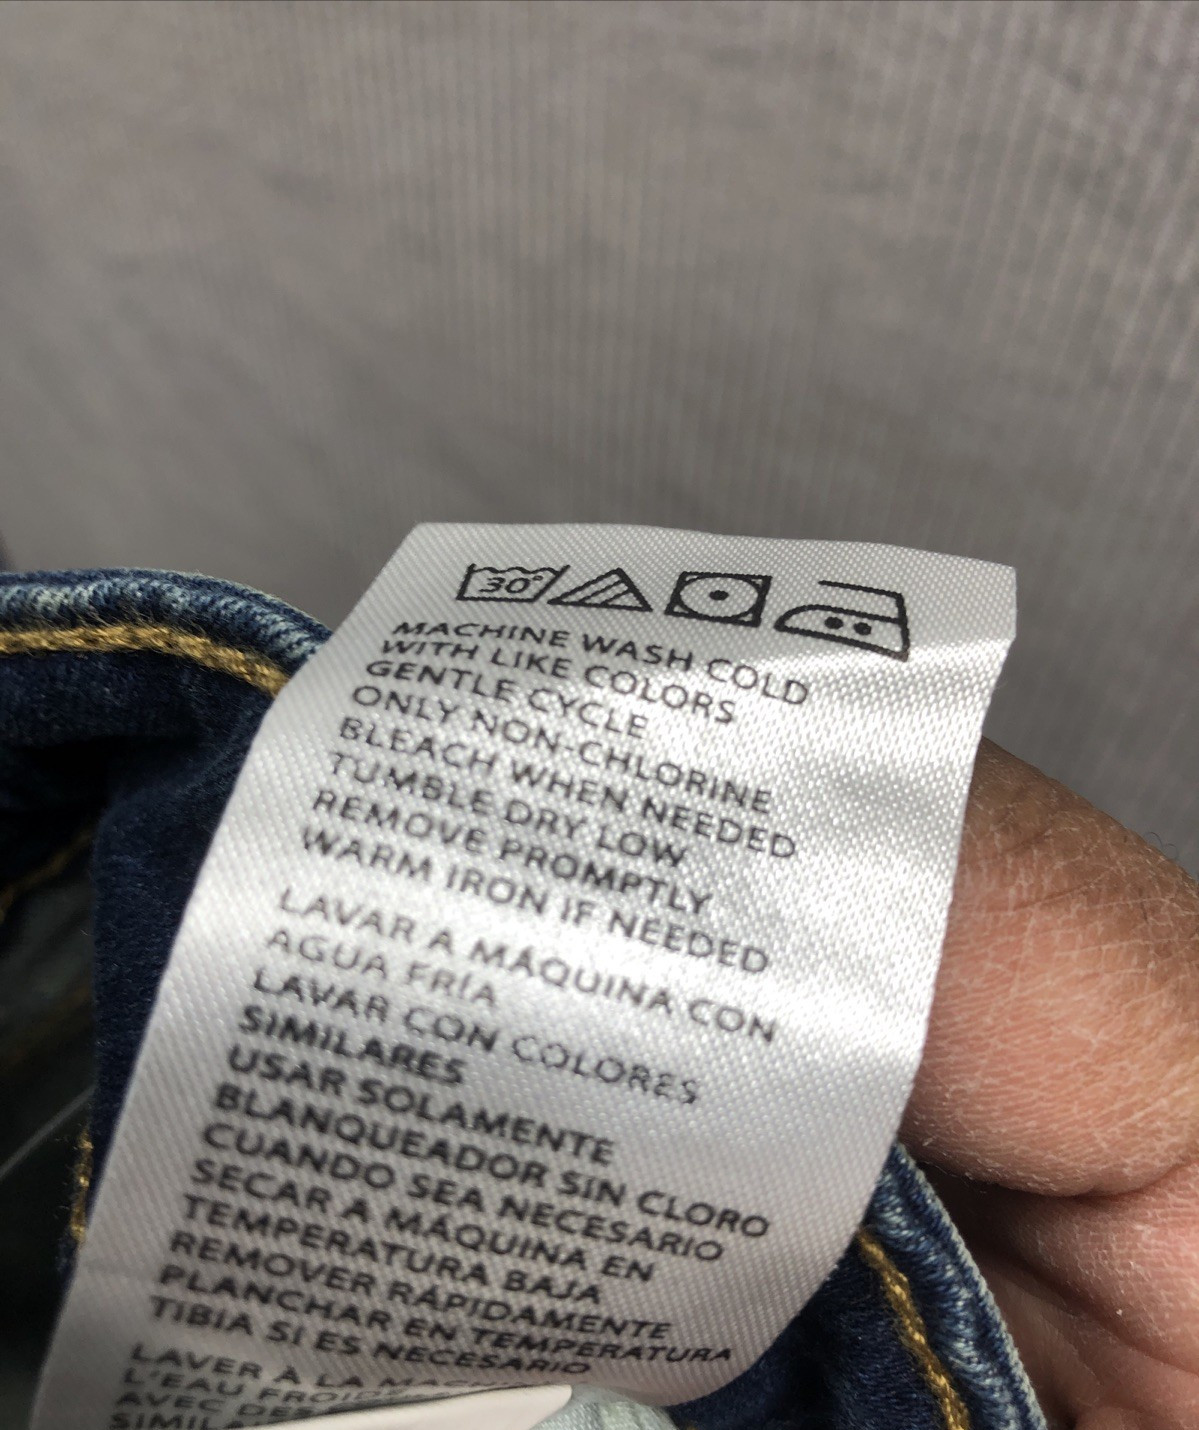 30°
MACHINE WASH COLD
WITH LIKE COLORS
GENTLE CYCLE
ONLY NON-CHLORINE
BLEACH WHEN NEEDED
TUMBLE DRY LOW
REMOVE PROMPTLY
WARM IRON IF NEEDED
LAVAR A MÁQUINA CON
AGUA FRÍA
LAVAR CON COLORES
SIMILARES
USAR SOLAMENTE
BLANQUEADOR SIN CLORO
CUANDO SEA NECESARIO
SECAR A MÁQUINA EN
TEMPERATURA BAJA
REMOVER RÁPIDAMENTE
PLANCHAR EN TEMPERATURA
TIBIA SI ES NECESARIO
LAVER À LA
L'EAU FROIDE
AVEC DES